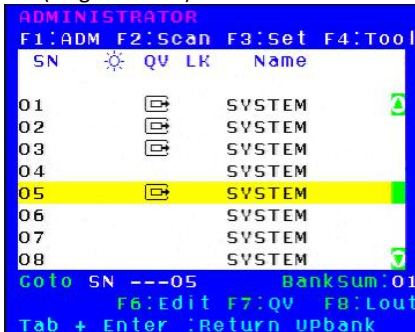 ADMINISTRATOR
F1:ADM F2:Scan F3:Set F4:Tool
SN QV LK Name
01 SYSTEM
02 SYSTEM
03 SYSTEM
04 SYSTEM
05 SYSTEM
06 SYSTEM
07 SYSTEM
08 SYSTEM
Goto SN ---05 BankSum:01
F6:Edit F7:QV F8:Lout
Tab + Enter :Return UPbank